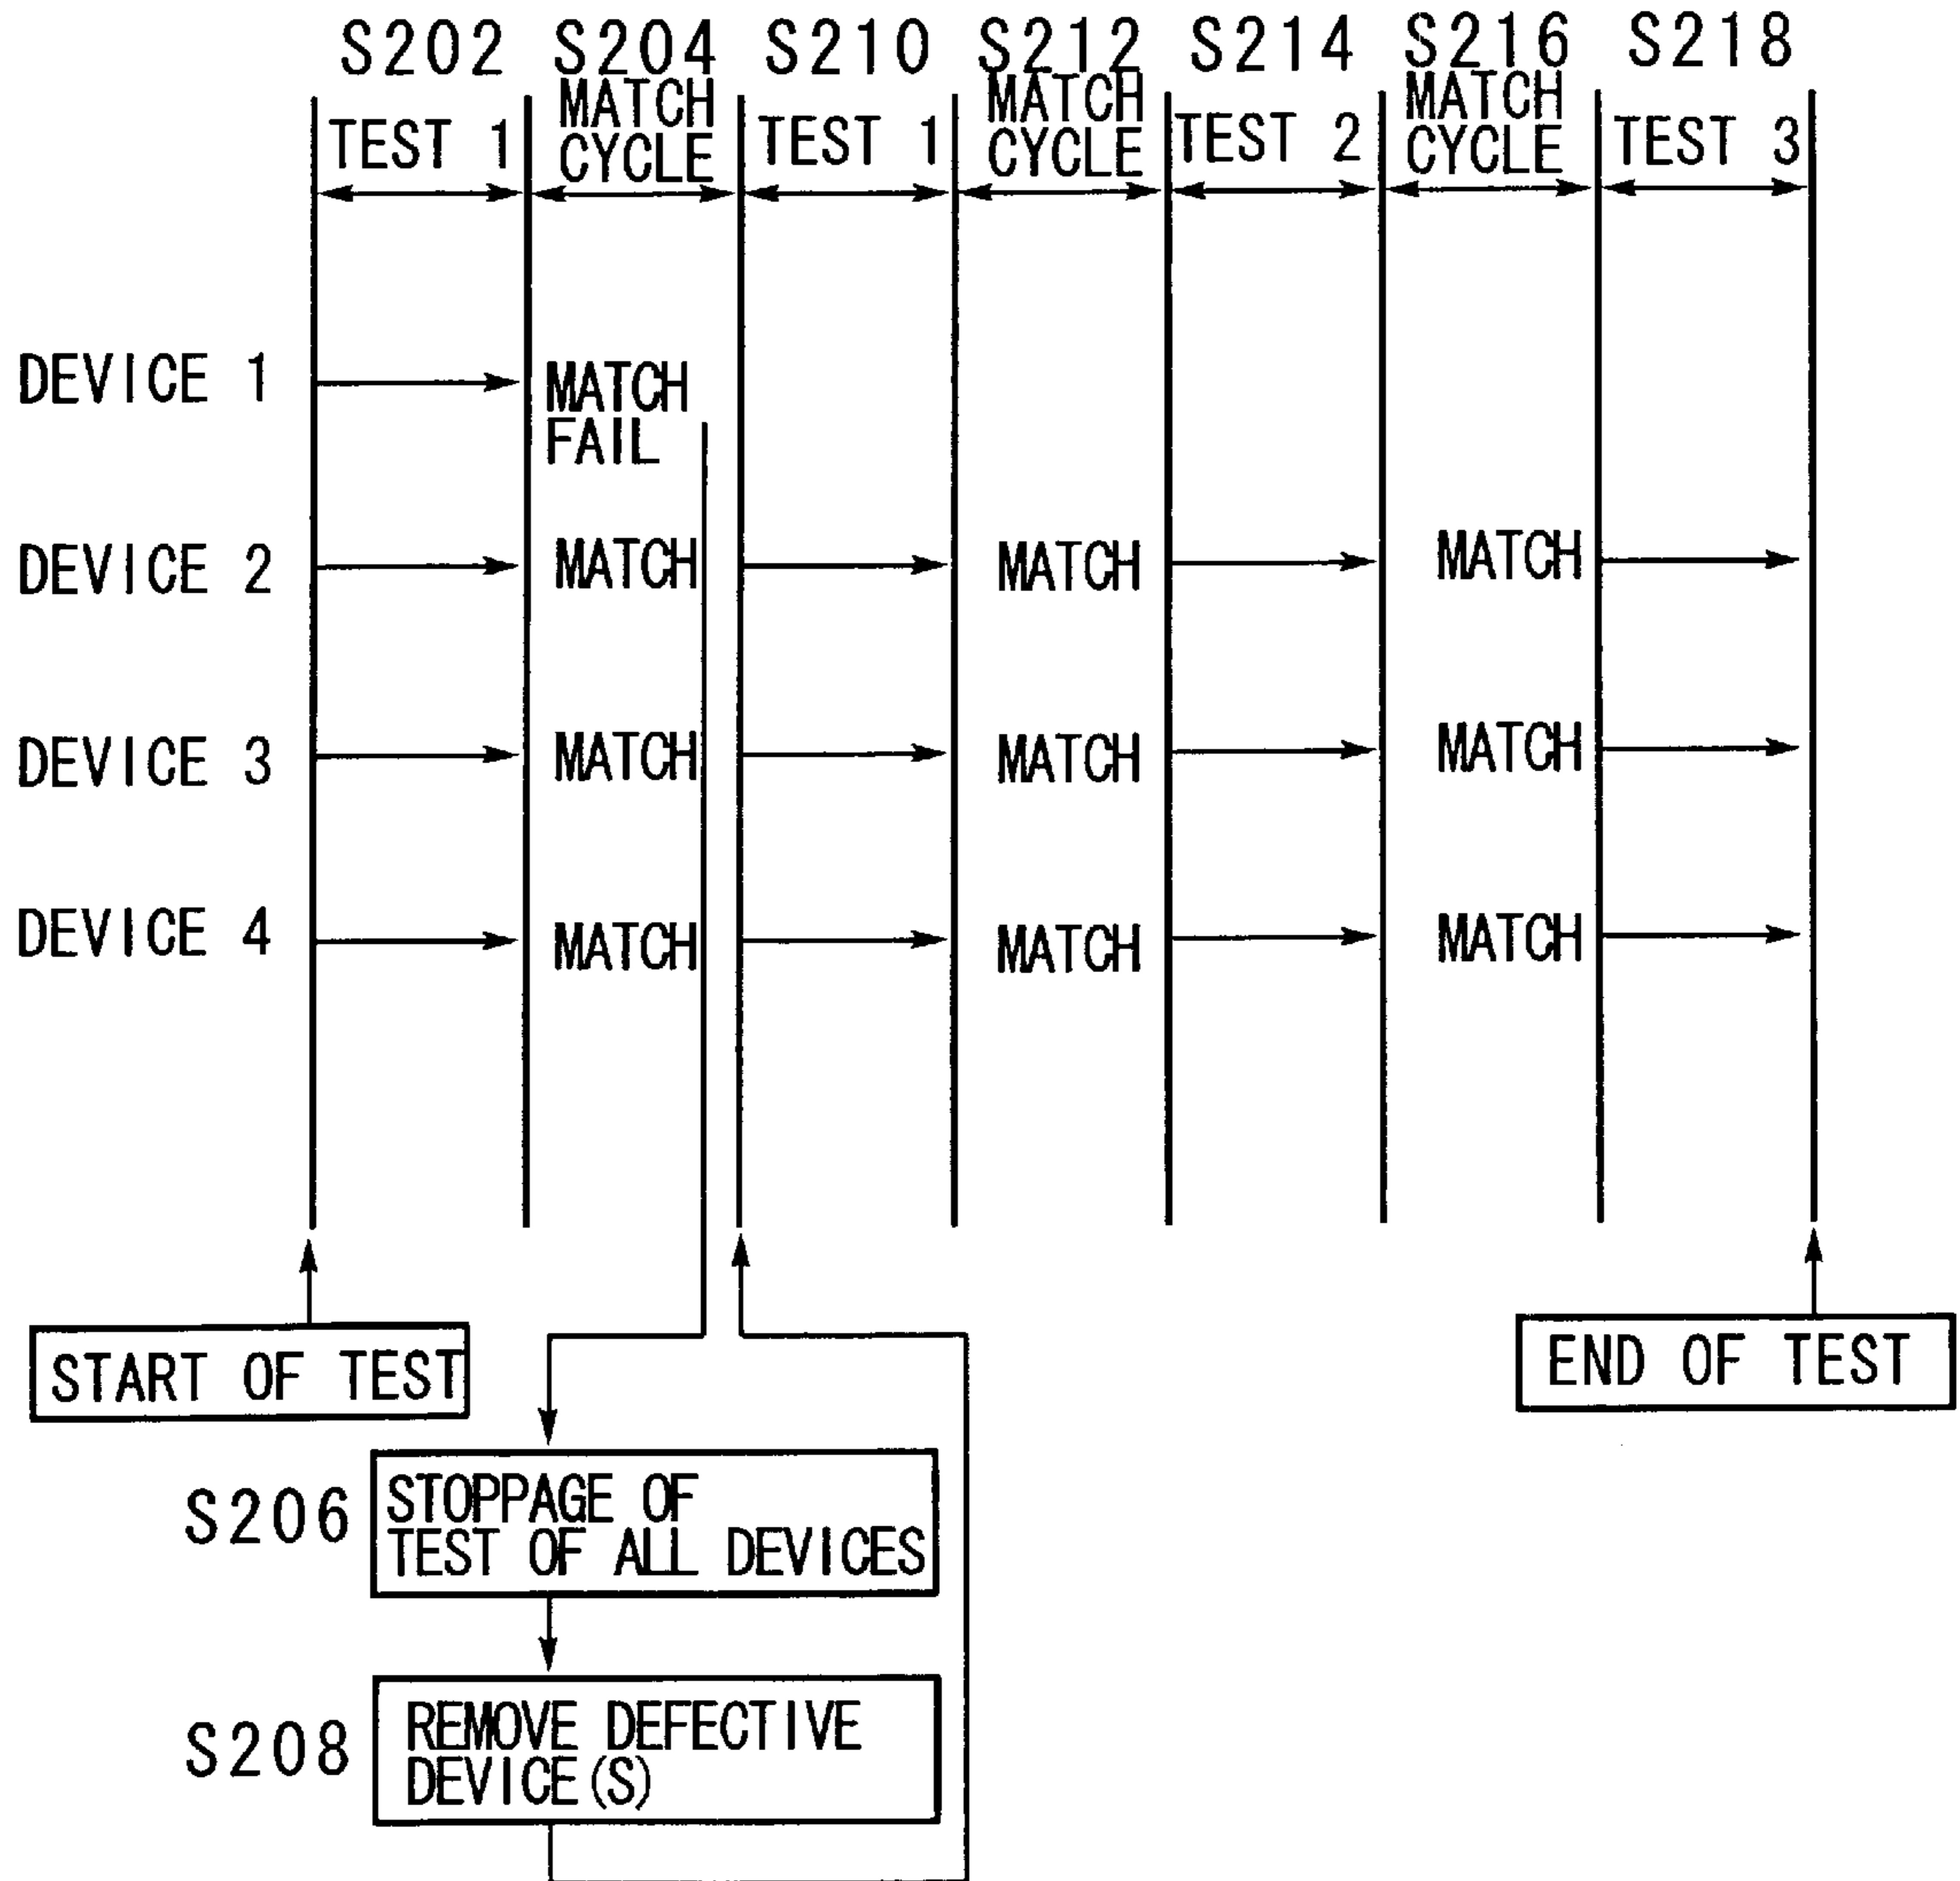 S202 S204 S210 S212 S214 S216 S218
TEST 1
MATCH
CYCLE
TEST 1
MATCH
CYCLE
TEST 2
MATCH
CYCLE
TEST 3
DEVICE 1
MATCH
FAIL
DEVICE 2 MATCH MATCH MATCH
DEVICE 3 MATCH MATCH MATCH
DEVICE 4 MATCH MATCH MATCH
START OF TEST
END OF TEST
S206
STOPPAGE OF
TEST OF ALL DEVICES
S208
REMOVE DEFECTIVE
DEVICE(S)